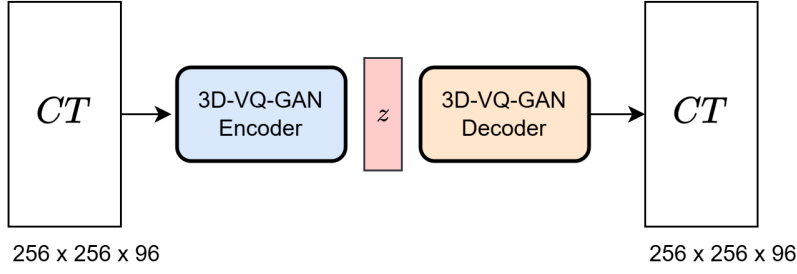 CT
3D-VQ-GAN
Encoder
z
3D-VQ-GAN
Decoder
CT
256 x 256 x 96
256 x 256 x 96